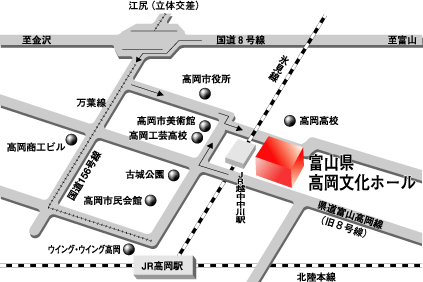 江尻（立体交差）
至金沢
国道８号線
至富山
氷見線
高岡市役所
万葉線
高岡市美術館
高岡工芸高校
高岡高校
高岡商工ビル
富山県
高岡文化ホール
国道156号線
古城公園
JR越中中川駅
高岡市民会館
県道富山高岡線
（旧８号線）
ウイング・ウイング高岡
JR高岡駅
北陸本線